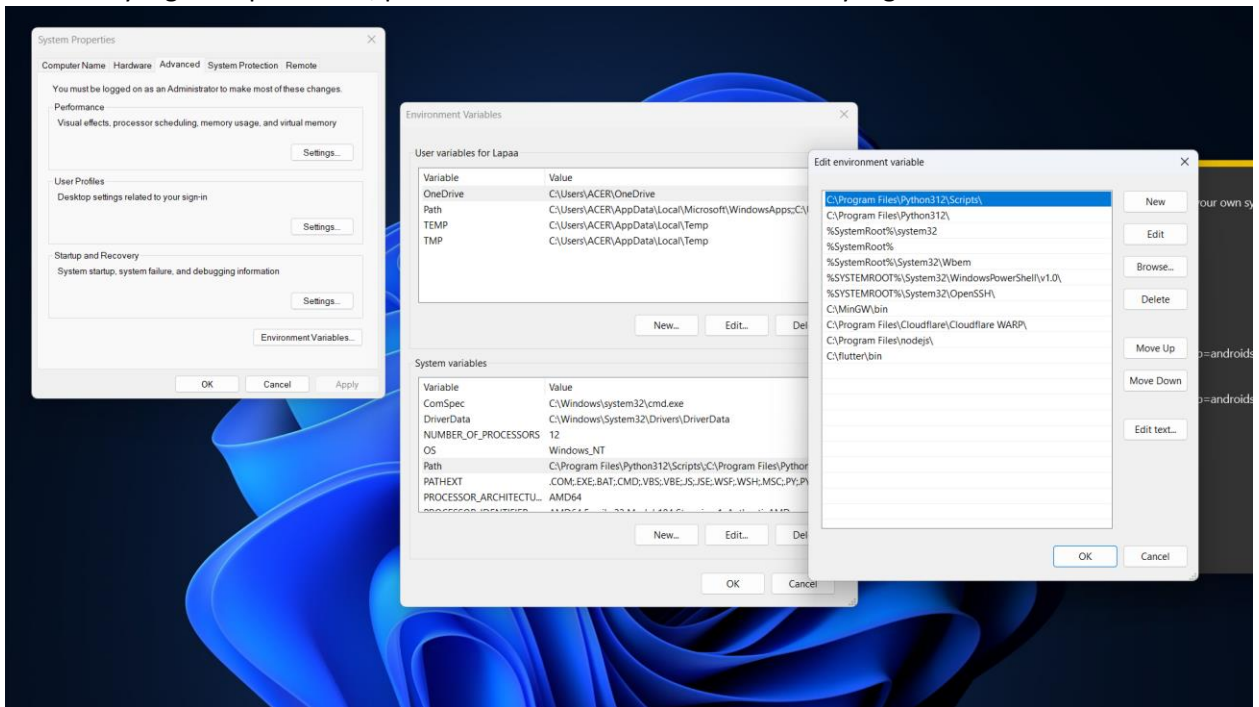 System Properties
Computer Name Hardware Advanced System Protection Remote
You must be logged on as an Administrator to make most of these changes.
Performance
Visual effects, processor scheduling, memory usage, and virtual memory
Settings...
User Profiles
Desktop settings related to your sign-in
Settings...
Startup and Recovery
System startup, system failure, and debugging information
Settings...
Environment Variables...
OK Cancel Apply
Environment Variables
User variables for Lapaa
Variable Value
OneDrive C:\Users\ACER\OneDrive
Path C:\Users\ACER\AppData\Local\Microsoft\WindowsApps;C:\
TEMP C:\Users\ACER\AppData\Local\Temp
TMP C:\Users\ACER\AppData\Local\Temp
New... Edit... Del
System variables
Variable Value
ComSpec C:\Windows\system32\cmd.exe
DriverData C:\Windows\System32\Drivers\DriverData
NUMBER_OF_PROCESSORS 12
OS Windows_NT
Path C:\Program Files\Python312\Scripts\;C:\Program Files\Python
PATHEXT .COM;.EXE;.BAT;.CMD;.VBS;.VBE;.JS;.JSE;.WSF;.WSH;.MSC;.PY;.PY
PROCESSOR_ARCHITECTU... AMD64
New... Edit... Del
OK Cancel
Edit environment variable
C:\Program Files\Python312\Scripts\
C:\Program Files\Python312\
%SystemRoot%\system32
%SystemRoot%
%SystemRoot%\System32\Wbem
%SYSTEMROOT%\System32\WindowsPowerShell\v1.0\
%SYSTEMROOT%\System32\OpenSSH\
C:\MinGW\bin
C:\Program Files\Cloudflare\Cloudflare WARP\
C:\Program Files\nodejs\
C:\flutter\bin
New
Edit
Browse...
Delete
Move Up
Move Down
Edit text...
OK Cancel
our own sy
=androids
=androids